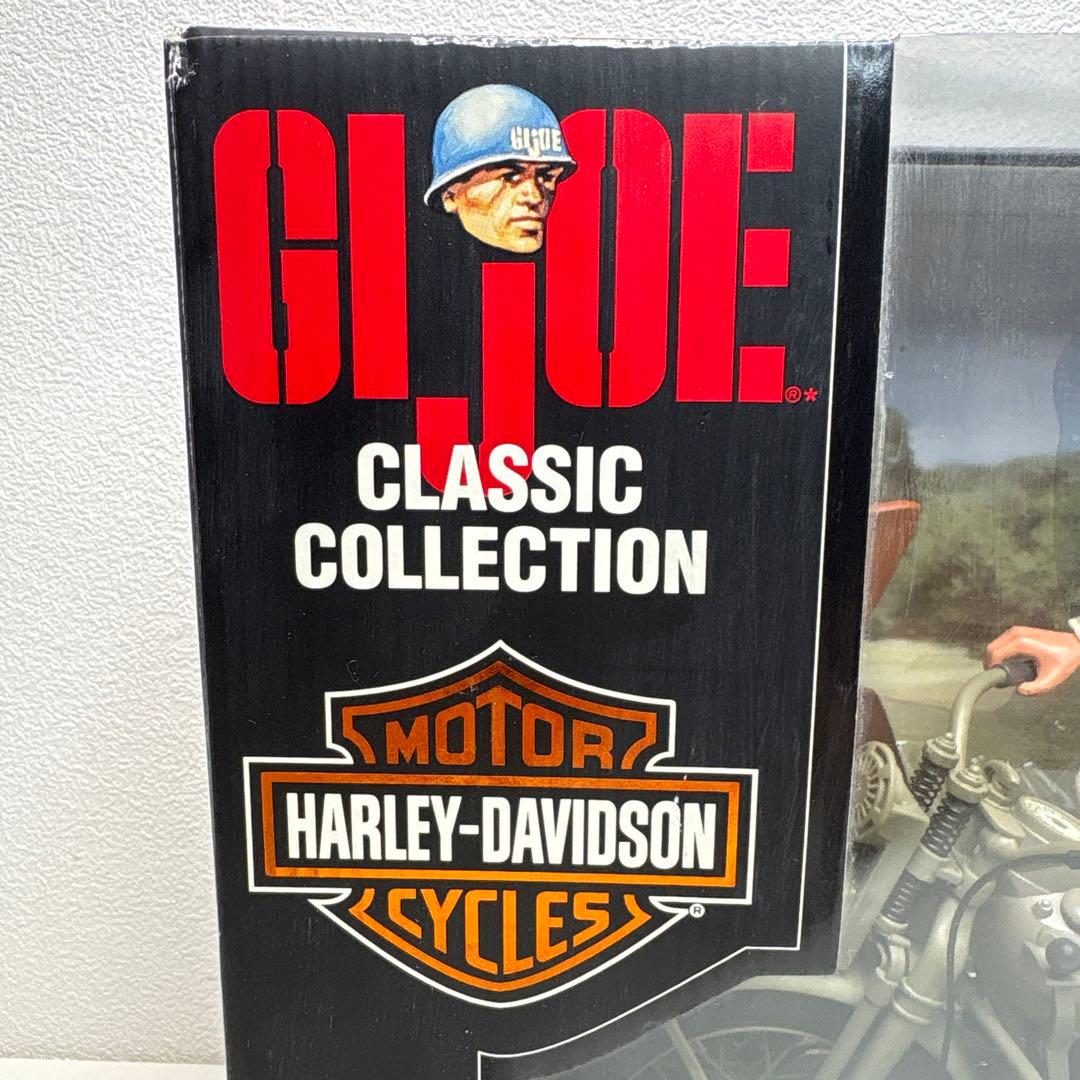 GI JOE ®*
GI JOE
CLASSIC
COLLECTION
MOTOR
HARLEY-DAVIDSON
CYCLES ®